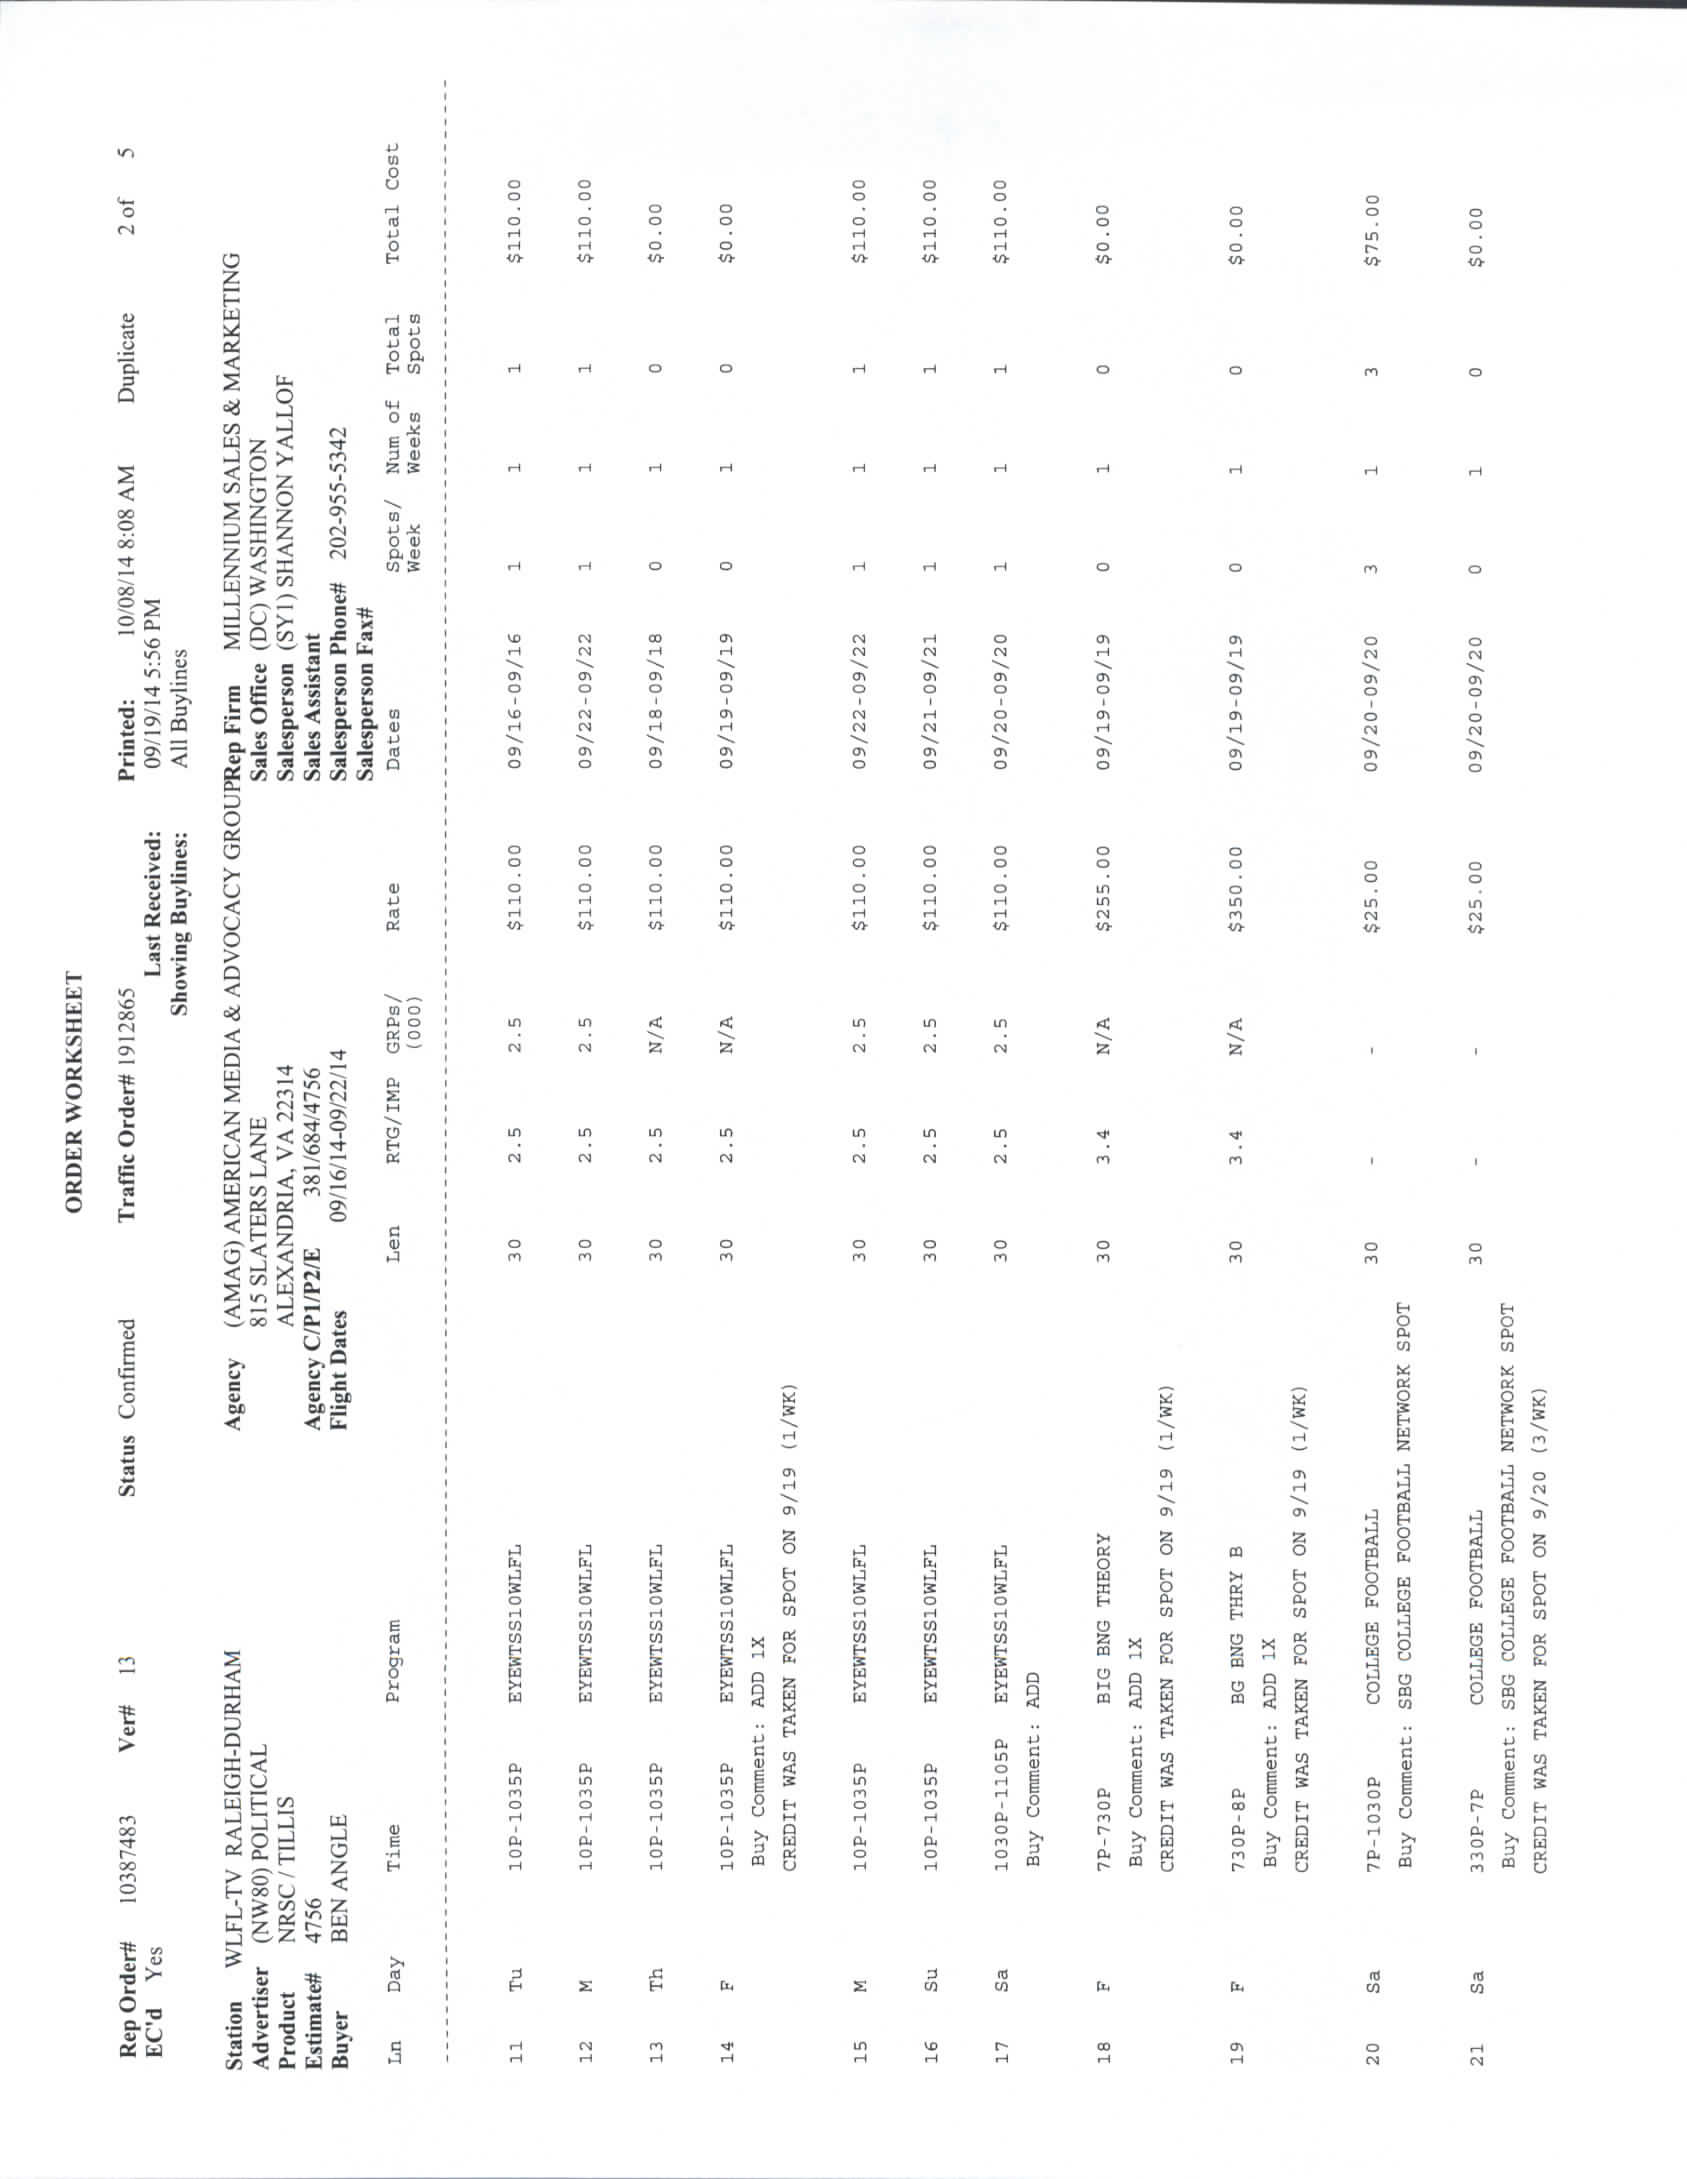 ORDER WORKSHEET
Rep Order# 10387483 Ver# 13 Status Confirmed Traffic Order# 1912865 Printed: 10/08/14 8:08 AM Duplicate 2 of 5
EC'd Yes Last Received: 09/19/14 5:56 PM
Showing Buylines: All Buylines
Station WLFL-TV RALEIGH-DURHAM Agency (AMAG) AMERICAN MEDIA & ADVOCACY GROUP Rep Firm MILLENNIUM SALES & MARKETING
Advertiser (NW80) POLITICAL 815 SLATERS LANE Sales Office (DC) WASHINGTON
Product NRSC / TILLIS ALEXANDRIA, VA 22314 Salesperson (SY1) SHANNON YALLOF
Estimate# 4756 Agency C/P1/P2/E 381/684/4756 Sales Assistant
Buyer BEN ANGLE Flight Dates 09/16/14-09/22/14 Salesperson Phone# 202-955-5342
Salesperson Fax#
Ln Day Time Program Len RTG/IMP GRPs/ Rate Dates Spots/ Num of Total Total Cost
(000) Week Weeks Spots
11 Tu 10P-1035P EYEWTSS10WLFL 30 2.5 2.5 $110.00 09/16-09/16 1 1 1 $110.00
12 M 10P-1035P EYEWTSS10WLFL 30 2.5 2.5 $110.00 09/22-09/22 1 1 1 $110.00
13 Th 10P-1035P EYEWTSS10WLFL 30 2.5 N/A $110.00 09/18-09/18 0 1 0 $0.00
14 F 10P-1035P EYEWTSS10WLFL 30 2.5 N/A $110.00 09/19-09/19 0 1 0 $0.00
Buy Comment: ADD 1X
CREDIT WAS TAKEN FOR SPOT ON 9/19 (1/WK)
15 M 10P-1035P EYEWTSS10WLFL 30 2.5 2.5 $110.00 09/22-09/22 1 1 1 $110.00
16 Su 10P-1035P EYEWTSS10WLFL 30 2.5 2.5 $110.00 09/21-09/21 1 1 1 $110.00
17 Sa 1030P-1105P EYEWTSS10WLFL 30 2.5 2.5 $110.00 09/20-09/20 1 1 1 $110.00
Buy Comment: ADD
18 F 7P-730P BIG BNG THEORY 30 3.4 N/A $255.00 09/19-09/19 0 1 0 $0.00
Buy Comment: ADD 1X
CREDIT WAS TAKEN FOR SPOT ON 9/19 (1/WK)
19 F 730P-8P BG BNG THRY B 30 3.4 N/A $350.00 09/19-09/19 0 1 0 $0.00
Buy Comment: ADD 1X
CREDIT WAS TAKEN FOR SPOT ON 9/19 (1/WK)
20 Sa 7P-1030P COLLEGE FOOTBALL 30 - - $25.00 09/20-09/20 3 1 3 $75.00
Buy Comment: SBG COLLEGE FOOTBALL NETWORK SPOT
21 Sa 330P-7P COLLEGE FOOTBALL 30 - - $25.00 09/20-09/20 0 1 0 $0.00
Buy Comment: SBG COLLEGE FOOTBALL NETWORK SPOT
CREDIT WAS TAKEN FOR SPOT ON 9/20 (3/WK)